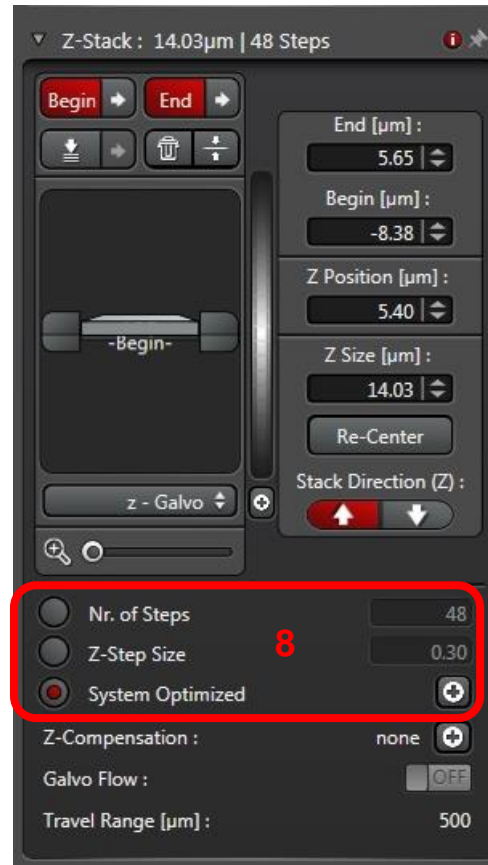 Z-Stack : 14.03µm | 48 Steps
Begin
End
End [µm] :
5.65
Begin [µm] :
-8.38
Z Position [µm] :
5.40
-Begin-
Z Size [µm] :
14.03
Re-Center
z - Galvo
Stack Direction (Z) :
Nr. of Steps 48
8
Z-Step Size 0.30
System Optimized
Z-Compensation : none
Galvo Flow : OFF
Travel Range [µm] : 500